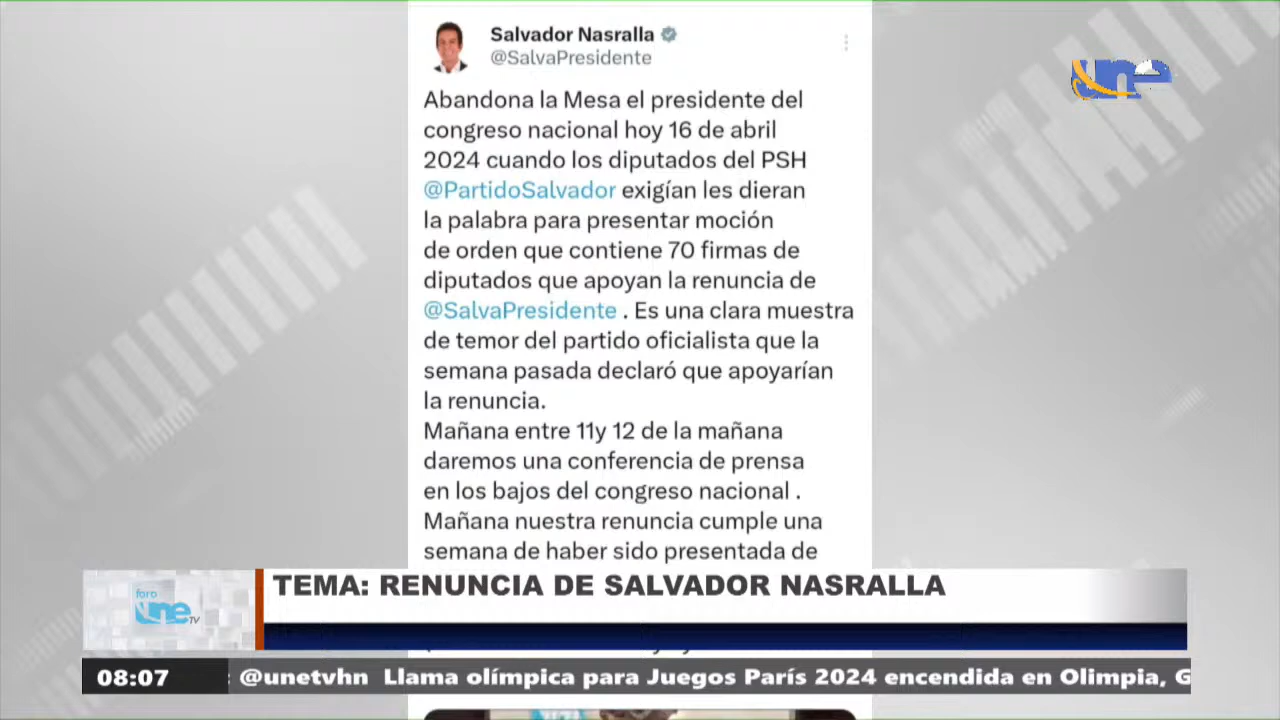 Salvador Nasralla
@SalvaPresidente
une
Abandona la Mesa el presidente del
congreso nacional hoy 16 de abril
2024 cuando los diputados del PSH
@PartidoSalvador exigían les dieran
la palabra para presentar moción
de orden que contiene 70 firmas de
diputados que apoyan la renuncia de
@SalvaPresidente . Es una clara muestra
de temor del partido oficialista que la
semana pasada declaró que apoyarían
la renuncia.
Mañana entre 11y 12 de la mañana
daremos una conferencia de prensa
en los bajos del congreso nacional .
Mañana nuestra renuncia cumple una
semana de haber sido presentada de
foro
une TV
TEMA: RENUNCIA DE SALVADOR NASRALLA
08:07
: @unetvhn Llama olímpica para Juegos París 2024 encendida en Olimpia, G